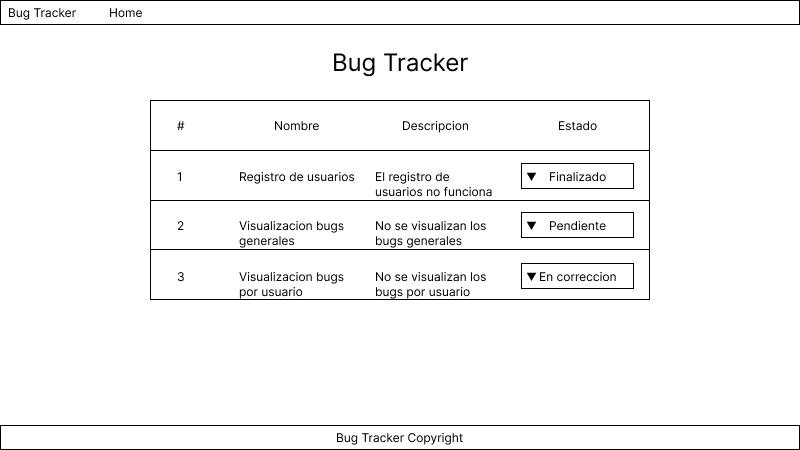 Bug Tracker Home
Bug Tracker
# Nombre Descripcion Estado
1 Registro de usuarios El registro de ▼ Finalizado
usuarios no funciona
2 Visualizacion bugs No se visualizan los ▼ Pendiente
generales bugs generales
3 Visualizacion bugs No se visualizan los ▼ En correccion
por usuario bugs por usuario
Bug Tracker Copyright